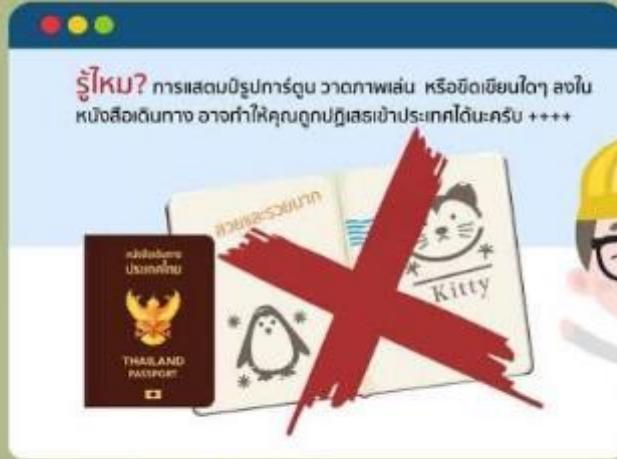 รู้ไหม? การแสตมป์รูปการ์ตูน วาดภาพเล่น หรือขีดเขียนใดๆ ลงใน
หนังสือเดินทาง อาจทำให้คุณถูกปฏิเสธเข้าประเทศได้นะครับ ++++
สวยและรวยมาก
หนังสือเดินทาง
ประเทศไทย
THAILAND
PASSPORT
Kitty